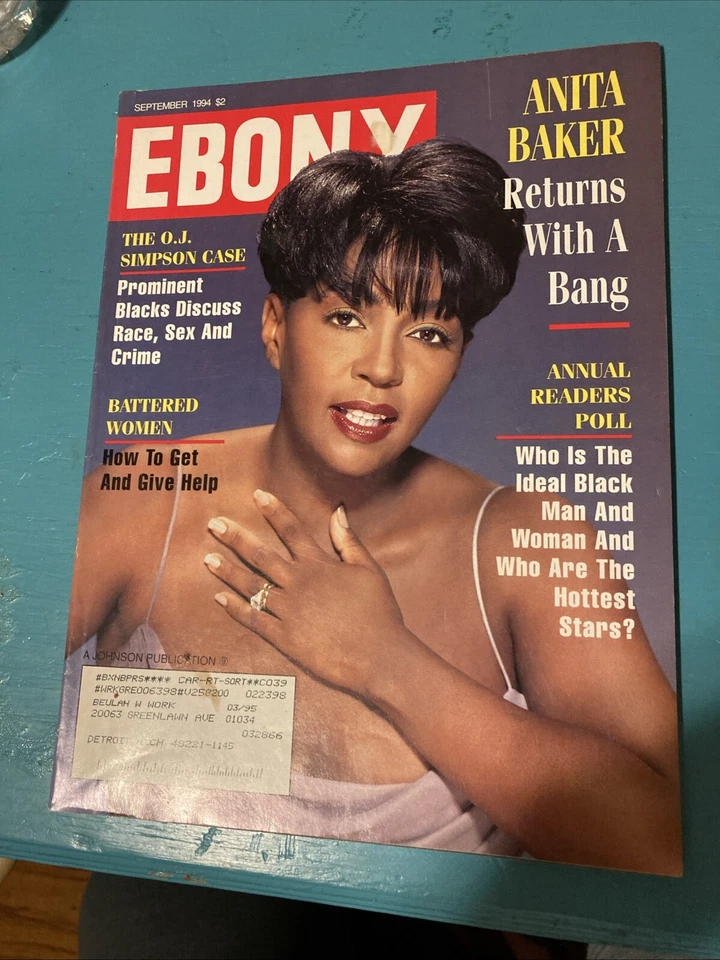 SEPTEMBER 1994 $2
EBONY
ANITA
BAKER
Returns
With A
Bang
THE O.J.
SIMPSON CASE
Prominent
Blacks Discuss
Race, Sex And
Crime
BATTERED
WOMEN
How To Get
And Give Help
ANNUAL
READERS
POLL
Who Is The
Ideal Black
Man And
Woman And
Who Are The
Hottest
Stars?
A JOHNSON PUBLICATION ®
#BXNBPRS**** CAR-RT-SORT**C039
#WRKGRE006398#U250200 022398
BEULAH W WORK 03/95
20063 GREENLAWN AVE 01034
032866
DETROIT 48221-1145